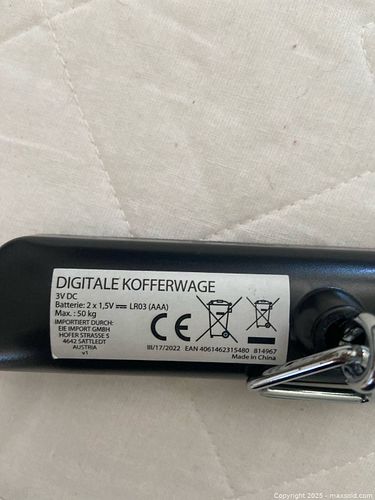 DIGITALE KOFFERWAGE
3V DC
Batterie: 2 x 1,5V ⎓ LR03 (AAA)
Max. : 50 kg
IMPORTIERT DURCH:
EIE IMPORT GMBH
HOFER STRASSE 5
4642 SATTLEDT
AUSTRIA
v1
CE
III/17/2022 EAN 4061462315480 814967
Made in China
Copyright 2025 - maxsold.com